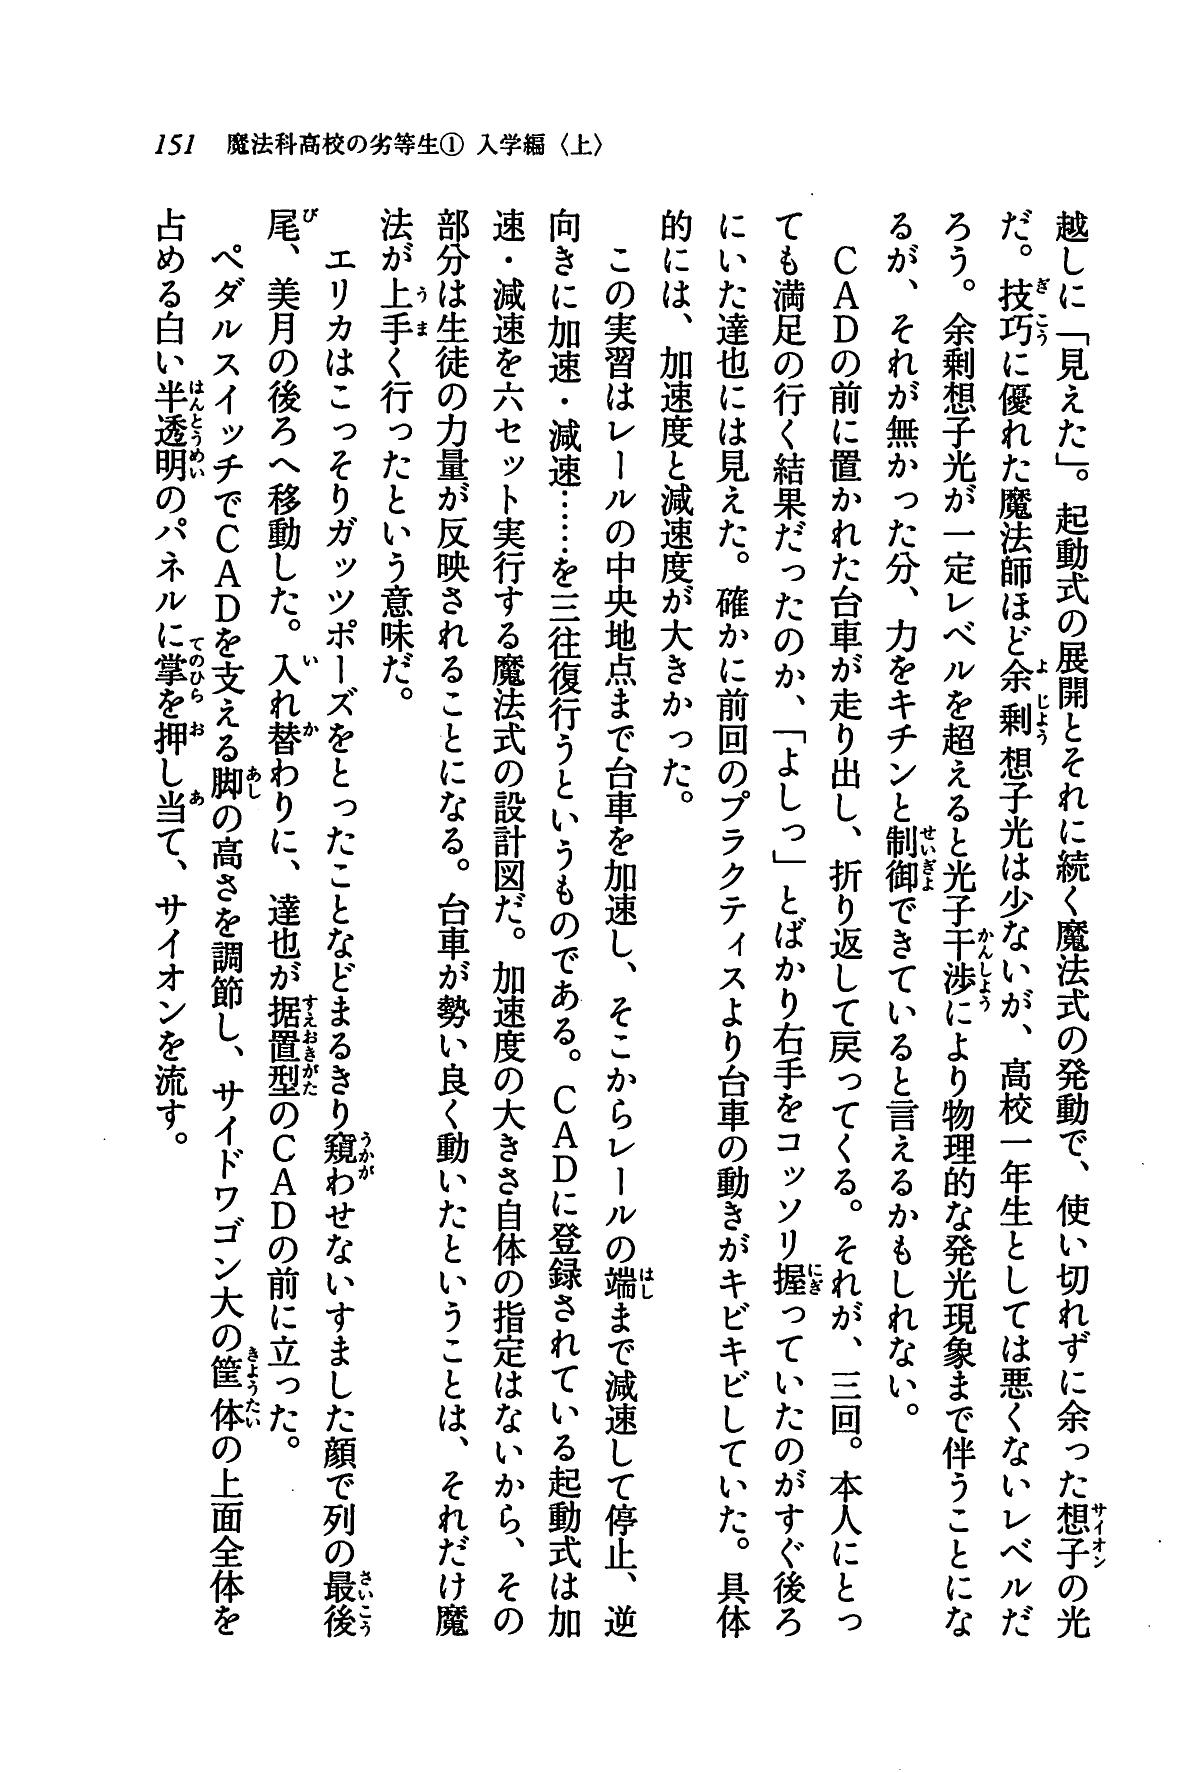 151 魔法科高校の劣等生① 入学編〈上〉
越しに「見えた」。起動式の展開とそれに続く魔法式の発動で、使い切れずに余った想子の光
だ。技巧に優れた魔法師ほど余剰想子光は少ないが、高校一年生としては悪くないレベルだ
ろう。余剰想子光が一定レベルを超えると光子干渉により物理的な発光現象まで伴うことにな
るが、それが無かった分、力をキチンと制御できていると言えるかもしれない。
ＣＡＤの前に置かれた台車が走り出し、折り返して戻ってくる。それが、三回。本人にとっ
ても満足の行く結果だったのか、「よしっ」とばかり右手をコッソリ握っていたのがすぐ後ろ
にいた達也には見えた。確かに前回のプラクティスより台車の動きがキビキビしていた。具体
的には、加速度と減速度が大きかった。
この実習はレールの中央地点まで台車を加速し、そこからレールの端まで減速して停止、逆
向きに加速・減速……を三往復行うというものである。ＣＡＤに登録されている起動式は加
速・減速を六セット実行する魔法式の設計図だ。加速度の大きさ自体の指定はないから、その
部分は生徒の力量が反映されることになる。台車が勢い良く動いたということは、それだけ魔
法が上手く行ったという意味だ。
エリカはこっそりガッツポーズをとったことなどまるきり窺わせないすました顔で列の最後
尾、美月の後ろへ移動した。入れ替わりに、達也が据置型のＣＡＤの前に立った。
ペダルスイッチでＣＡＤを支える脚の高さを調節し、サイドワゴン大の筐体の上面全体を
占める白い半透明のパネルに掌を押し当て、サイオンを流す。